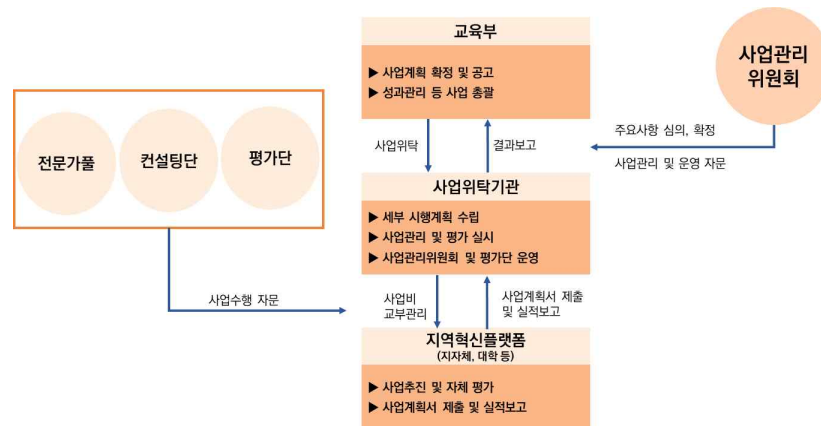 교육부
▶ 사업계획 확정 및 공고
▶ 성과관리 등 사업 총괄
사업관리
위원회
전문가풀
컨설팅단
평가단
사업위탁
결과보고
주요사항 심의, 확정
사업관리 및 운영 자문
사업위탁기관
▶ 세부 시행계획 수립
▶ 사업관리 및 평가 실시
▶ 사업관리위원회 및 평가단 운영
사업수행 자문
사업비
교부관리
사업계획서 제출
및 실적보고
지역혁신플랫폼
(지자체, 대학 등)
▶ 사업추진 및 자체 평가
▶ 사업계획서 제출 및 실적보고